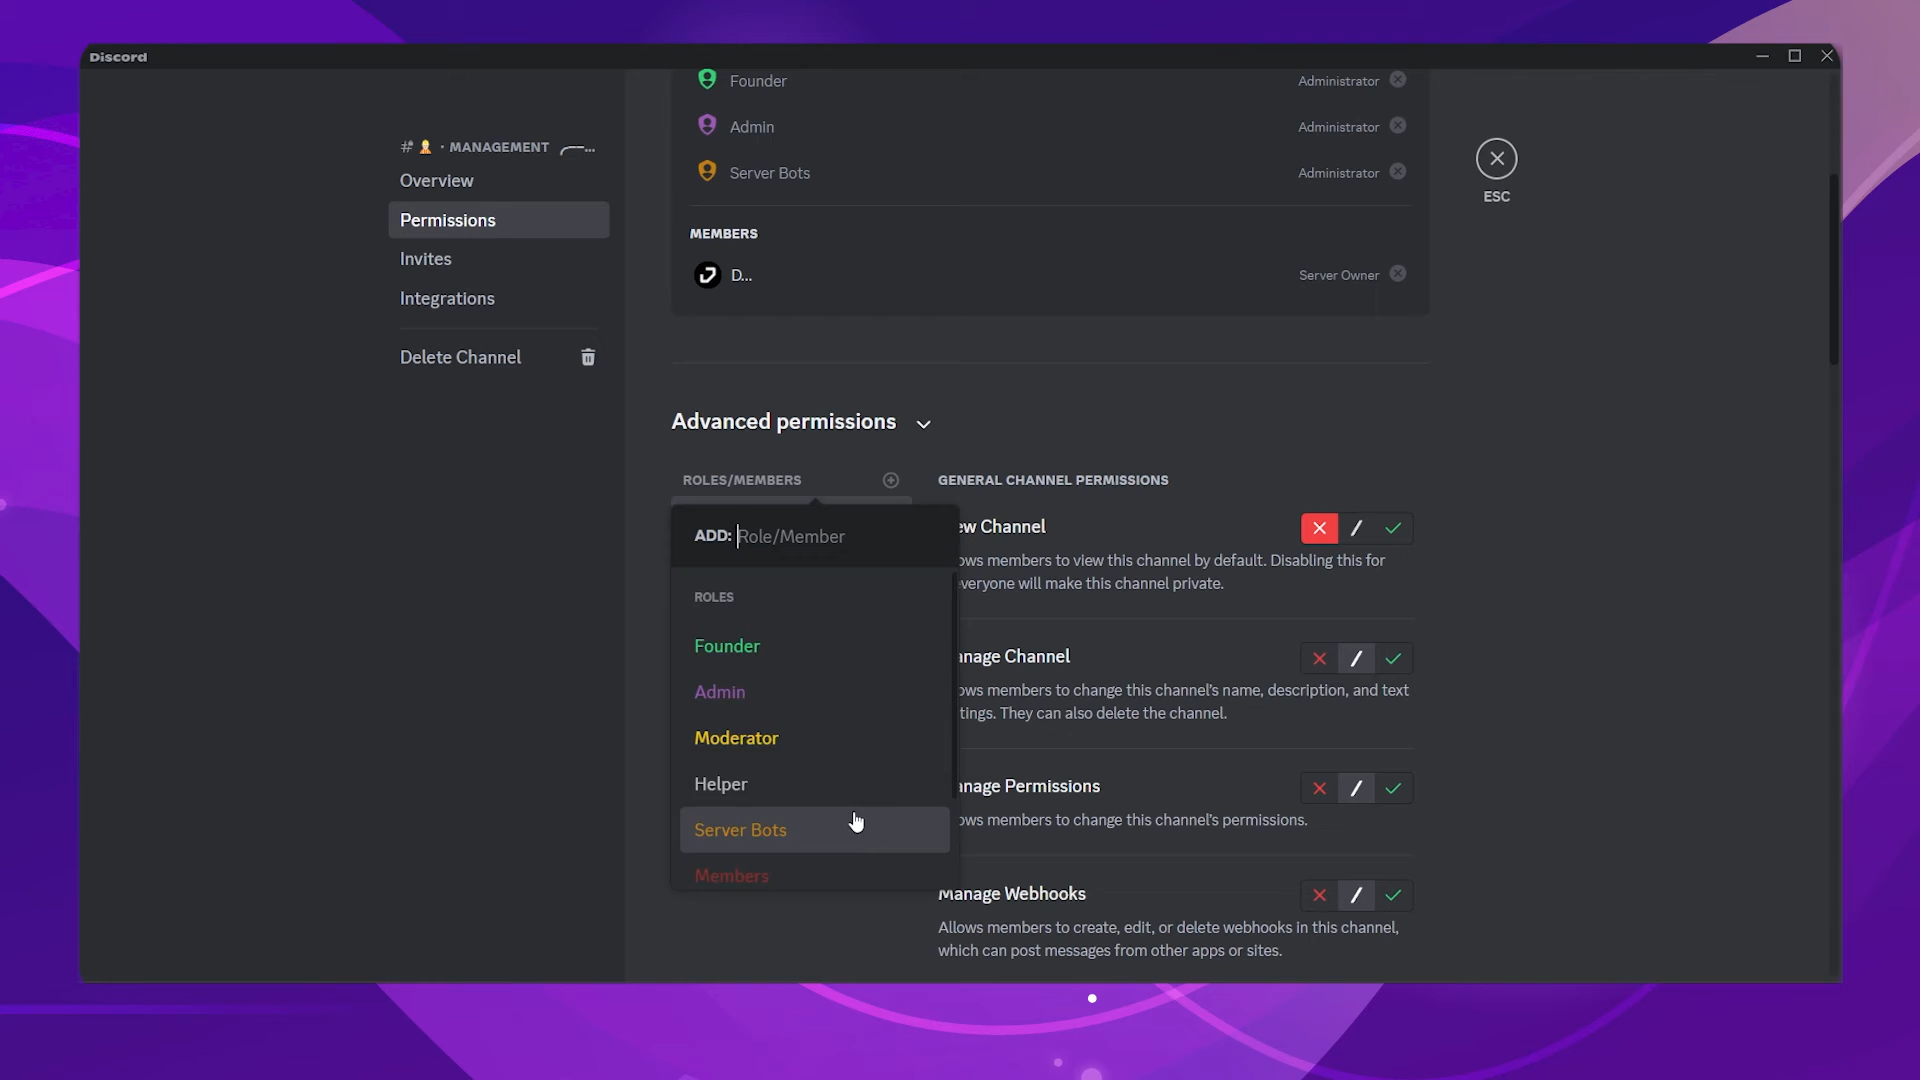 Discord
Founder
Administrator
Admin
Administrator
Server Bots
Administrator
MEMBERS
D...
Server Owner
· MANAGEMENT
Overview
Permissions
Invites
Integrations
Delete Channel
ESC
Advanced permissions
ROLES/MEMBERS
ADD: Role/Member
ROLES
Founder
Admin
Moderator
Helper
Server Bots
Members
GENERAL CHANNEL PERMISSIONS
ew Channel
ows members to view this channel by default. Disabling this for
veryone will make this channel private.
anage Channel
ows members to change this channel's name, description, and text
tings. They can also delete the channel.
anage Permissions
ows members to change this channel's permissions.
Manage Webhooks
Allows members to create, edit, or delete webhooks in this channel,
which can post messages from other apps or sites.